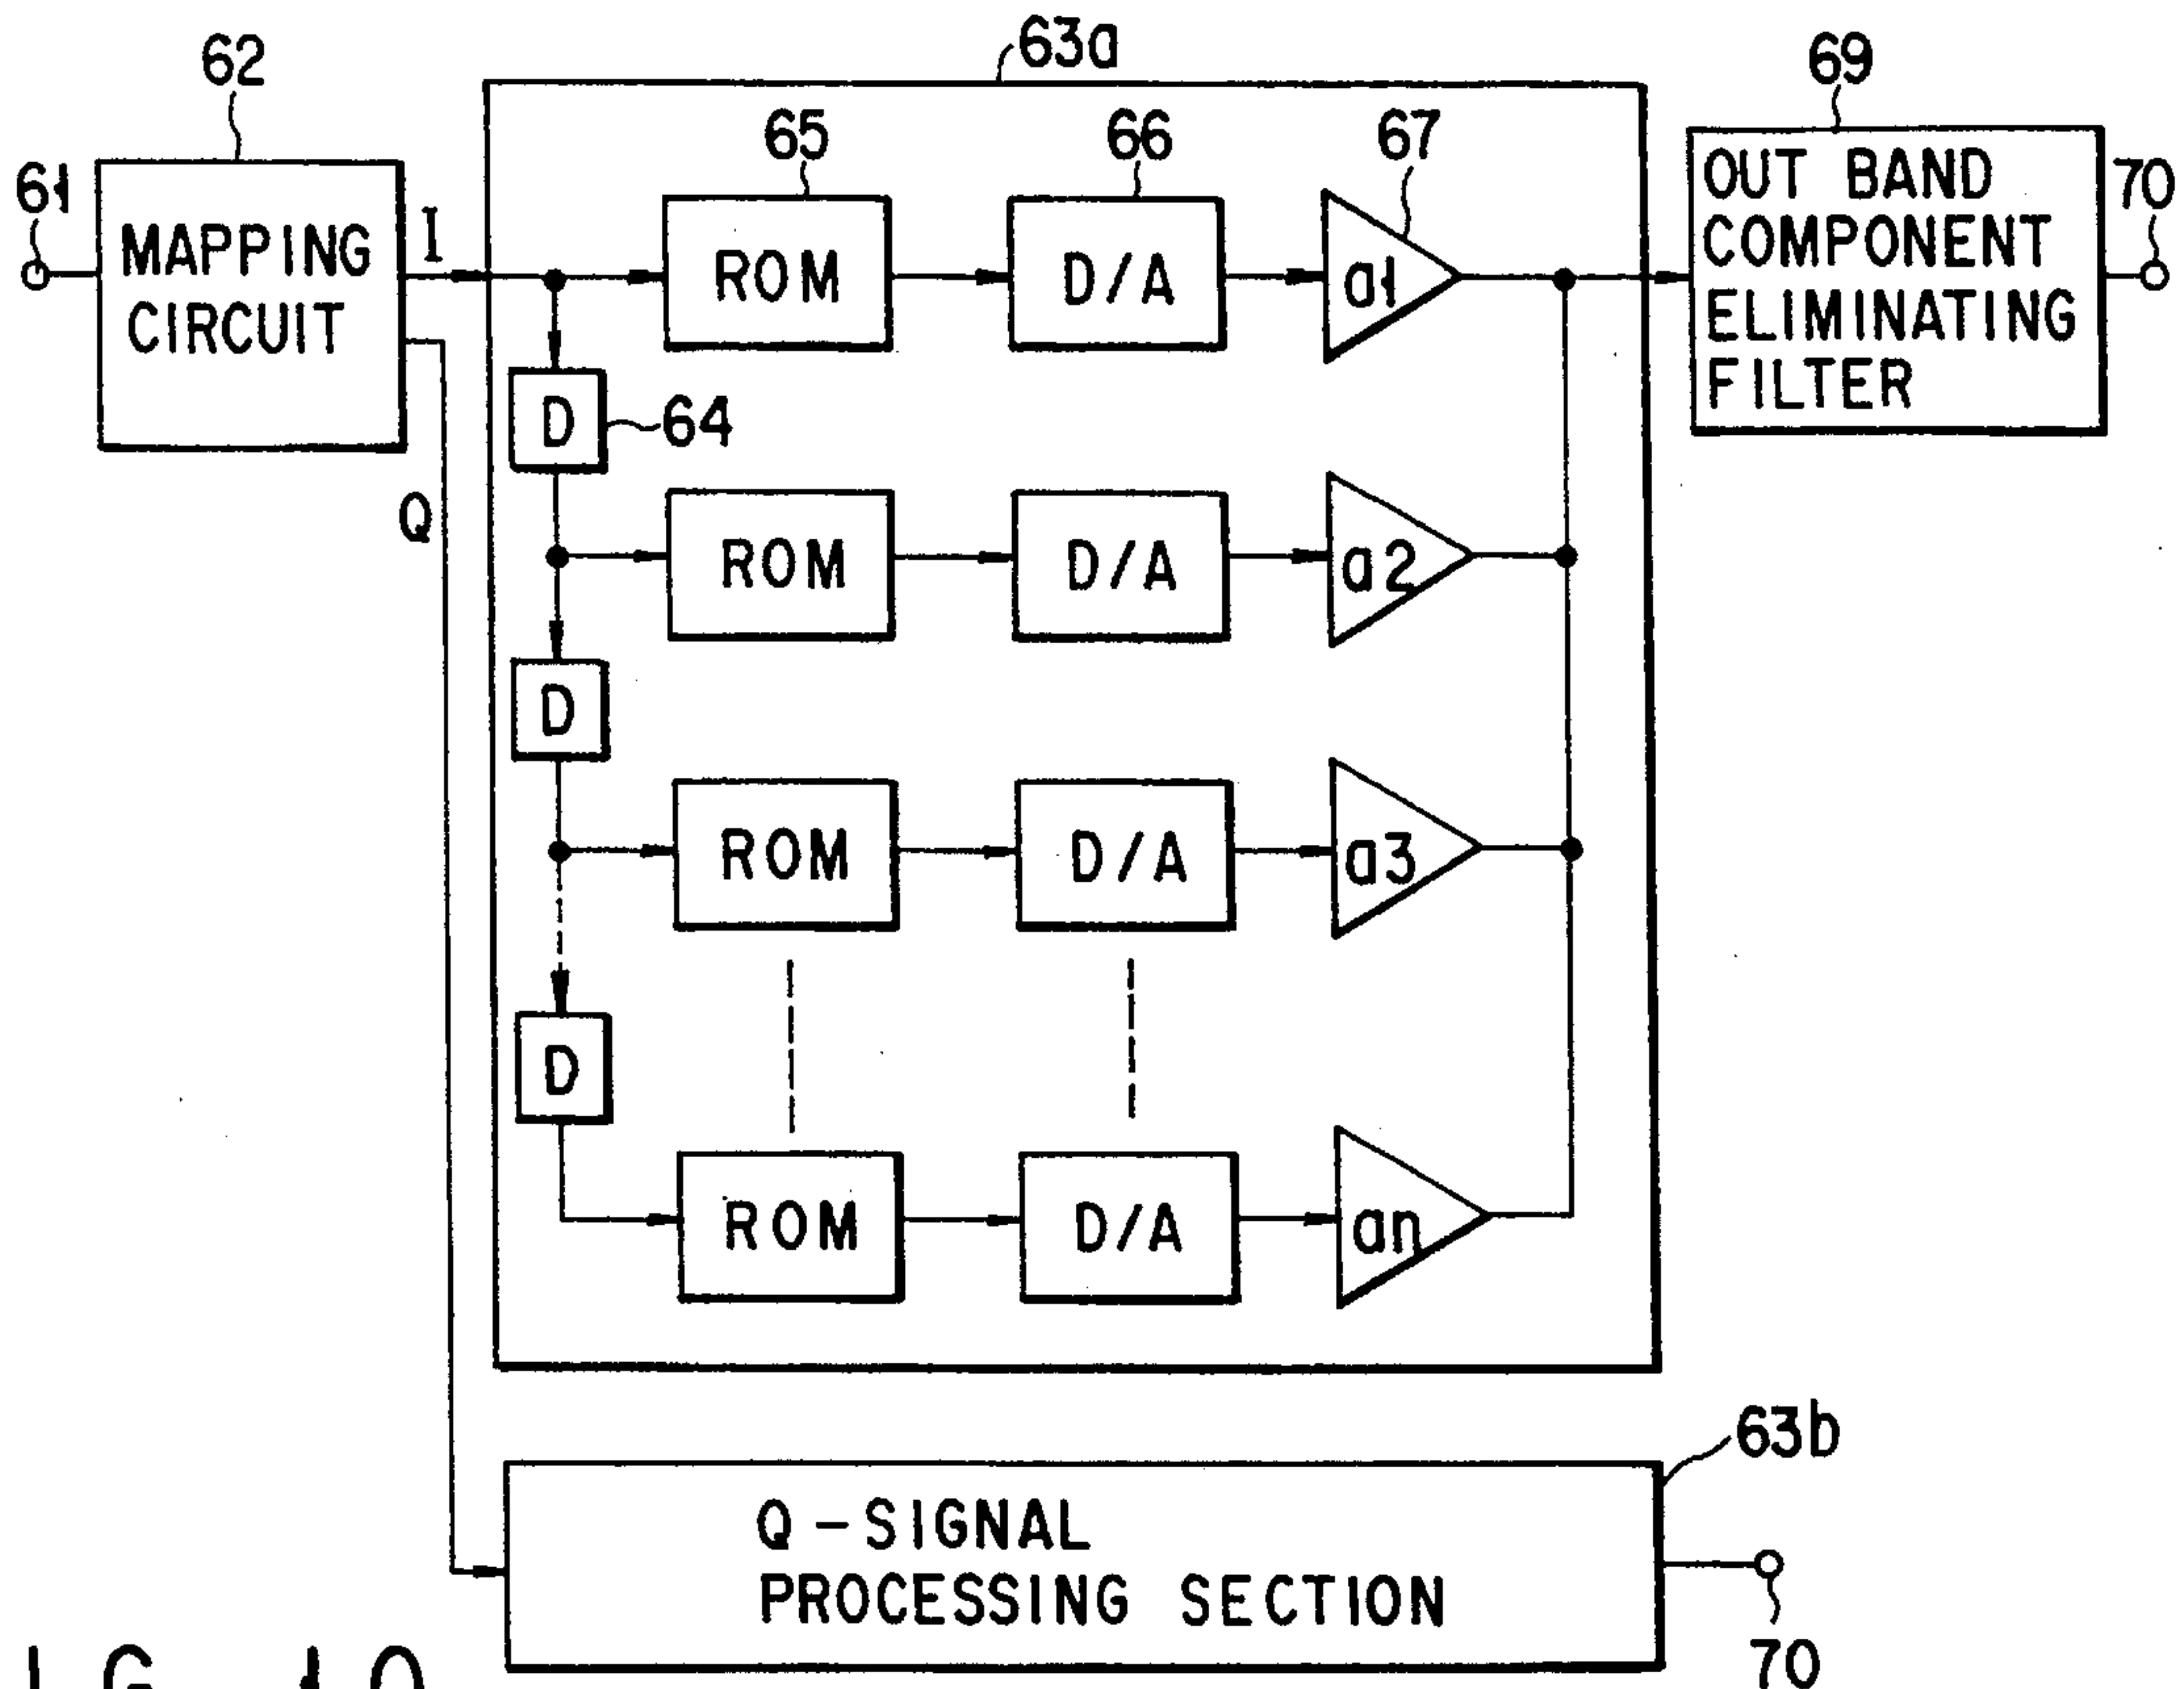 63a
62
69
65
66
67
61
70
MAPPING
CIRCUIT
I
ROM
D/A
a1
OUT BAND
COMPONENT
ELIMINATING
FILTER
D
64
Q
ROM
D/A
a2
D
ROM
D/A
a3
D
ROM
D/A
an
63b
Q-SIGNAL
PROCESSING SECTION
70